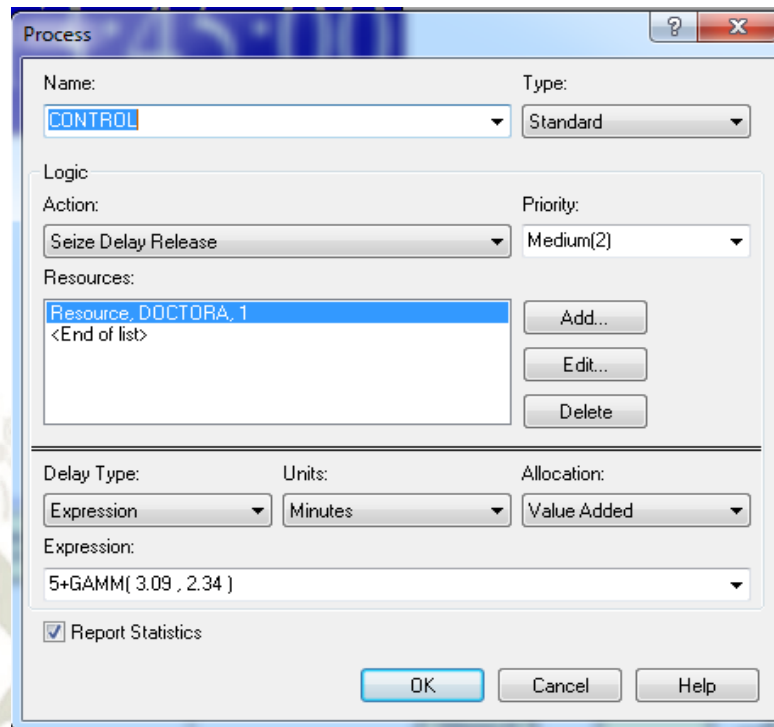 Process
Name:
Type:
CONTROL
Standard
Logic
Action:
Priority:
Seize Delay Release
Medium(2)
Resources:
Resource, DOCTORA, 1
<End of list>
Add...
Edit...
Delete
Delay Type:
Units:
Allocation:
Expression
Minutes
Value Added
Expression:
5+GAMM( 3.09 , 2.34 )
Report Statistics
OK
Cancel
Help